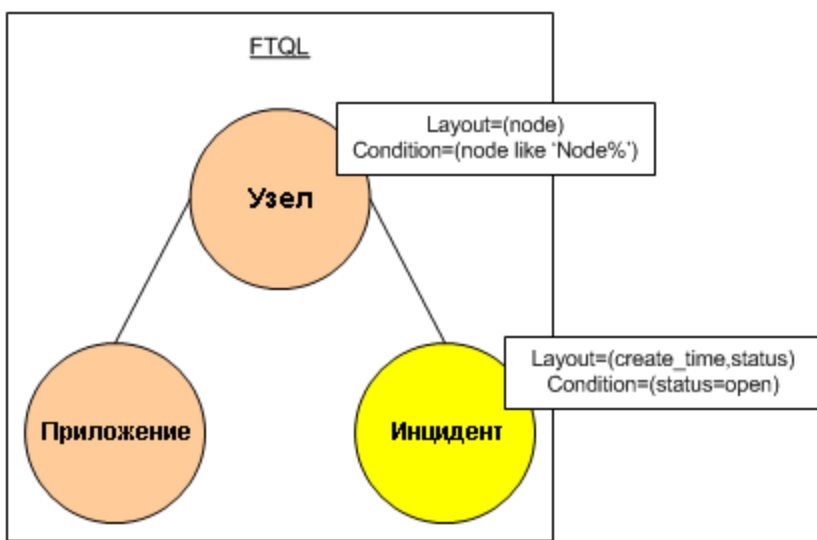 FTQL
Layout=(node)
Condition=(node like ‘Node%’)
Узел
Layout=(create_time,status)
Condition=(status=open)
Приложение
Инцидент